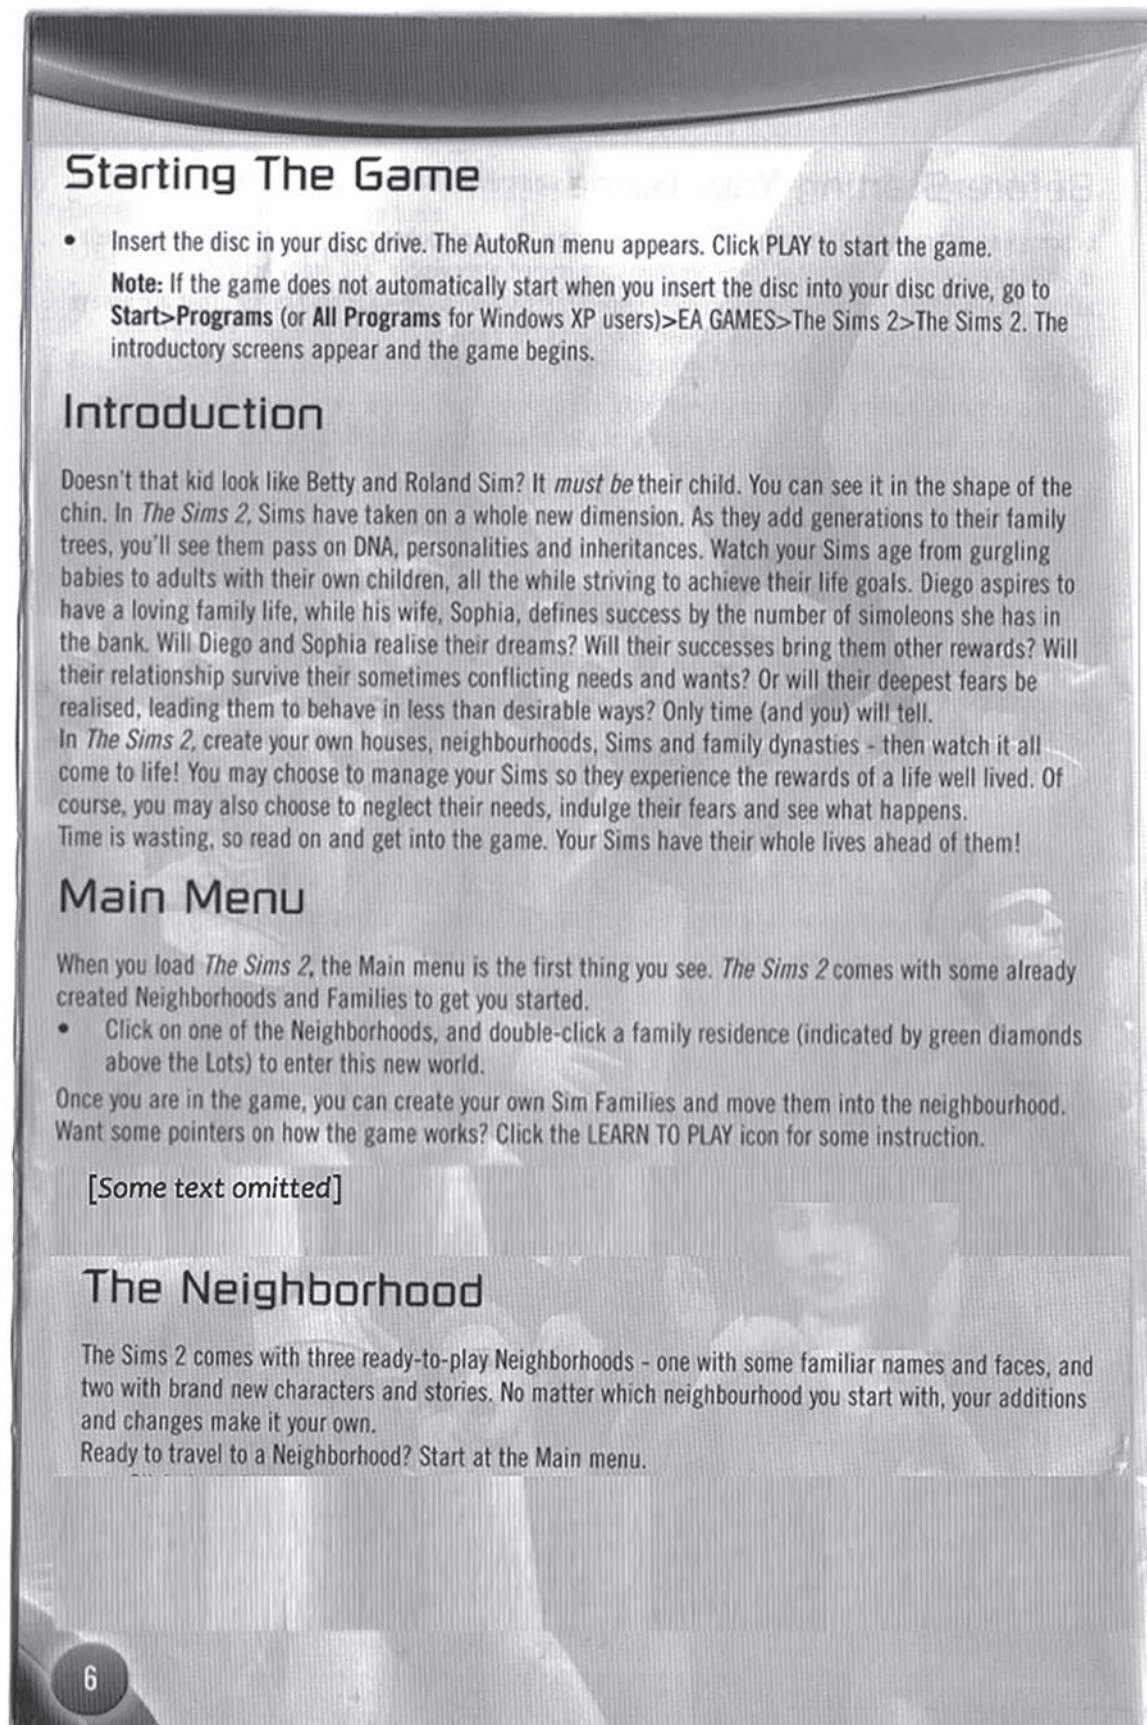 Starting The Game
• Insert the disc in your disc drive. The AutoRun menu appears. Click PLAY to start the game.
Note: If the game does not automatically start when you insert the disc into your disc drive, go to
Start>Programs (or All Programs for Windows XP users)>EA GAMES>The Sims 2>The Sims 2. The
introductory screens appear and the game begins.
Introduction
Doesn't that kid look like Betty and Roland Sim? It must be their child. You can see it in the shape of the
chin. In The Sims 2, Sims have taken on a whole new dimension. As they add generations to their family
trees, you'll see them pass on DNA, personalities and inheritances. Watch your Sims age from gurgling
babies to adults with their own children, all the while striving to achieve their life goals. Diego aspires to
have a loving family life, while his wife, Sophia, defines success by the number of simoleons she has in
the bank. Will Diego and Sophia realise their dreams? Will their successes bring them other rewards? Will
their relationship survive their sometimes conflicting needs and wants? Or will their deepest fears be
realised, leading them to behave in less than desirable ways? Only time (and you) will tell.
In The Sims 2, create your own houses, neighbourhoods, Sims and family dynasties - then watch it all
come to life! You may choose to manage your Sims so they experience the rewards of a life well lived. Of
course, you may also choose to neglect their needs, indulge their fears and see what happens.
Time is wasting, so read on and get into the game. Your Sims have their whole lives ahead of them!
Main Menu
When you load The Sims 2, the Main menu is the first thing you see. The Sims 2 comes with some already
created Neighborhoods and Families to get you started.
• Click on one of the Neighborhoods, and double-click a family residence (indicated by green diamonds
above the Lots) to enter this new world.
Once you are in the game, you can create your own Sim Families and move them into the neighbourhood.
Want some pointers on how the game works? Click the LEARN TO PLAY icon for some instruction.
[Some text omitted]
The Neighborhood
The Sims 2 comes with three ready-to-play Neighborhoods - one with some familiar names and faces, and
two with brand new characters and stories. No matter which neighbourhood you start with, your additions
and changes make it your own.
Ready to travel to a Neighborhood? Start at the Main menu.
6